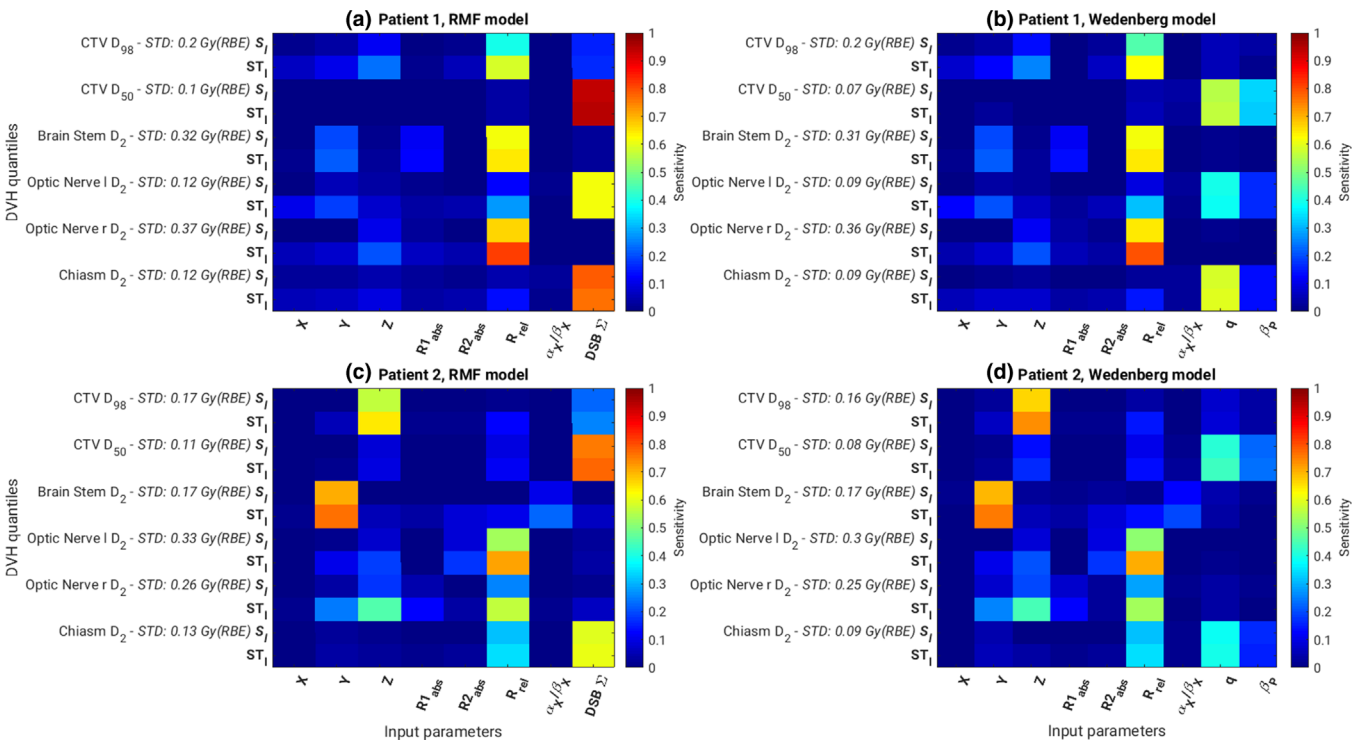 (a) Patient 1, RMF model
CTV D98 - STD: 0.2 Gy(RBE) SI
STI
CTV D50 - STD: 0.1 Gy(RBE) SI
STI
Brain Stem D2 - STD: 0.32 Gy(RBE) SI
STI
Optic Nerve l D2 - STD: 0.12 Gy(RBE) SI
STI
Optic Nerve r D2 - STD: 0.37 Gy(RBE) SI
STI
Chiasm D2 - STD: 0.12 Gy(RBE) SI
STI
DVH quantiles
X Y Z R1abs R2abs Rrel αX/βX DSB Σ
1
0.9
0.8
0.7
0.6
0.5
0.4
0.3
0.2
0.1
0
Sensitivity
(b) Patient 1, Wedenberg model
CTV D98 - STD: 0.2 Gy(RBE) SI
STI
CTV D50 - STD: 0.07 Gy(RBE) SI
STI
Brain Stem D2 - STD: 0.31 Gy(RBE) SI
STI
Optic Nerve l D2 - STD: 0.09 Gy(RBE) SI
STI
Optic Nerve r D2 - STD: 0.36 Gy(RBE) SI
STI
Chiasm D2 - STD: 0.09 Gy(RBE) SI
STI
X Y Z R1abs R2abs Rrel αX/βX q βP
1
0.9
0.8
0.7
0.6
0.5
0.4
0.3
0.2
0.1
0
Sensitivity
(c) Patient 2, RMF model
CTV D98 - STD: 0.17 Gy(RBE) SI
STI
CTV D50 - STD: 0.11 Gy(RBE) SI
STI
Brain Stem D2 - STD: 0.17 Gy(RBE) SI
STI
Optic Nerve l D2 - STD: 0.33 Gy(RBE) SI
STI
Optic Nerve r D2 - STD: 0.26 Gy(RBE) SI
STI
Chiasm D2 - STD: 0.13 Gy(RBE) SI
STI
DVH quantiles
X Y Z R1abs R2abs Rrel αX/βX DSB Σ
Input parameters
1
0.9
0.8
0.7
0.6
0.5
0.4
0.3
0.2
0.1
0
Sensitivity
(d) Patient 2, Wedenberg model
CTV D98 - STD: 0.16 Gy(RBE) SI
STI
CTV D50 - STD: 0.08 Gy(RBE) SI
STI
Brain Stem D2 - STD: 0.17 Gy(RBE) SI
STI
Optic Nerve l D2 - STD: 0.3 Gy(RBE) SI
STI
Optic Nerve r D2 - STD: 0.25 Gy(RBE) SI
STI
Chiasm D2 - STD: 0.09 Gy(RBE) SI
STI
X Y Z R1abs R2abs Rrel αX/βX q βP
Input parameters
1
0.9
0.8
0.7
0.6
0.5
0.4
0.3
0.2
0.1
0
Sensitivity